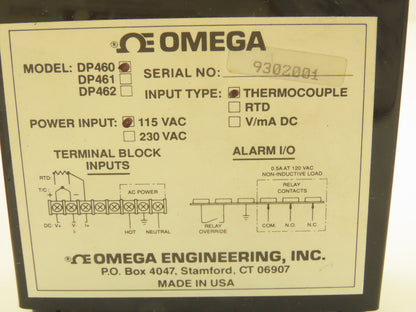 OMEGA
MODEL: DP460
DP461
DP462
SERIAL NO:
9302001
INPUT TYPE: THERMOCOUPLE
RTD
V/mA DC
POWER INPUT: 115 VAC
230 VAC
TERMINAL BLOCK
INPUTS
RTD:
T/C:
AC POWER
DC: V+ V- I+
HOT NEUTRAL
ALARM I/O
0.5A AT 120 VAC
NON-INDUCTIVE LOAD
RELAY
CONTACTS
RELAY
OVERRIDE
COM. N.O. N.C.
OMEGA ENGINEERING, INC.
P.O. Box 4047, Stamford, CT 06907
MADE IN USA